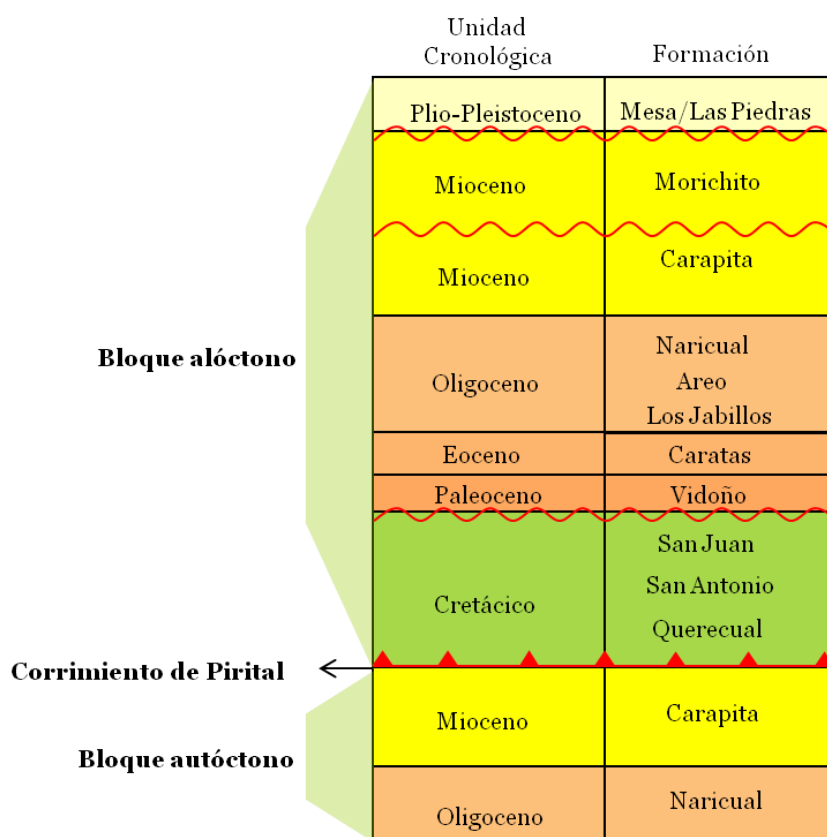 Unidad
Cronológica
Formación
Plio-Pleistoceno
Mesa/Las Piedras
Mioceno
Morichito
Mioceno
Carapita
Bloque alóctono
Oligoceno
Naricual
Areo
Los Jabillos
Eoceno
Caratas
Paleoceno
Vidoño
Cretácico
San Juan
San Antonio
Querecual
Corrimiento de Pirital
Mioceno
Carapita
Bloque autóctono
Oligoceno
Naricual